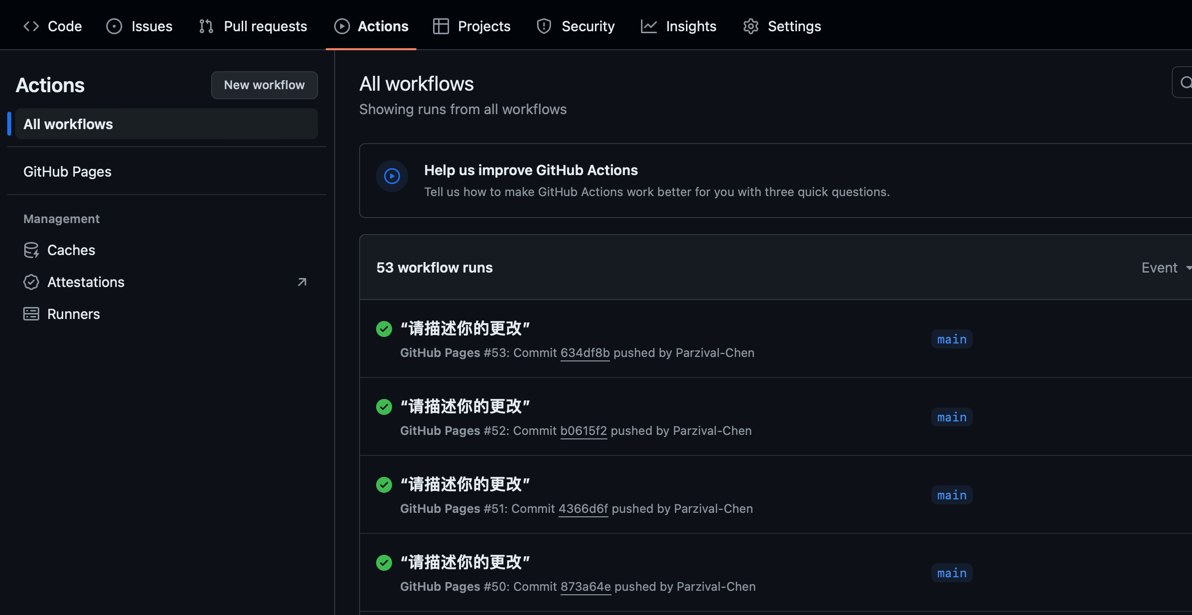 Code Issues Pull requests Actions Projects Security Insights Settings
Actions
New workflow
All workflows
GitHub Pages
Management
Caches
Attestations
Runners
All workflows
Showing runs from all workflows
Help us improve GitHub Actions
Tell us how to make GitHub Actions work better for you with three quick questions.
53 workflow runs
Event
“请描述你的更改”
GitHub Pages #53: Commit 634df8b pushed by Parzival-Chen
main
“请描述你的更改”
GitHub Pages #52: Commit b0615f2 pushed by Parzival-Chen
main
“请描述你的更改”
GitHub Pages #51: Commit 4366d6f pushed by Parzival-Chen
main
“请描述你的更改”
GitHub Pages #50: Commit 873a64e pushed by Parzival-Chen
main